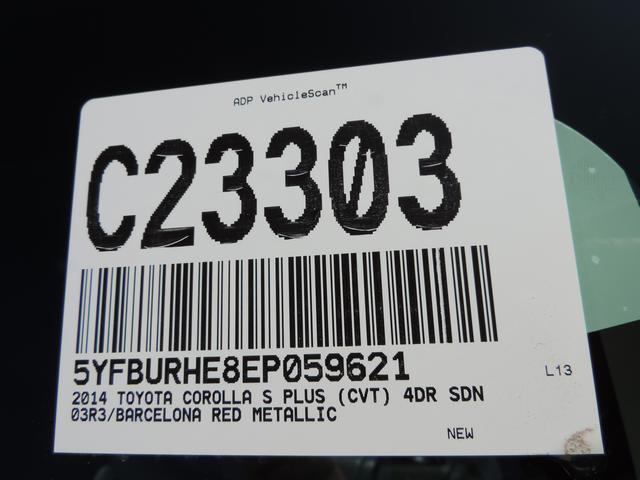 ADP VehicleScan™
C23303
5YFBURHE8EP059621
L13
2014 TOYOTA COROLLA S PLUS (CVT) 4DR SDN
03R3/BARCELONA RED METALLIC
NEW